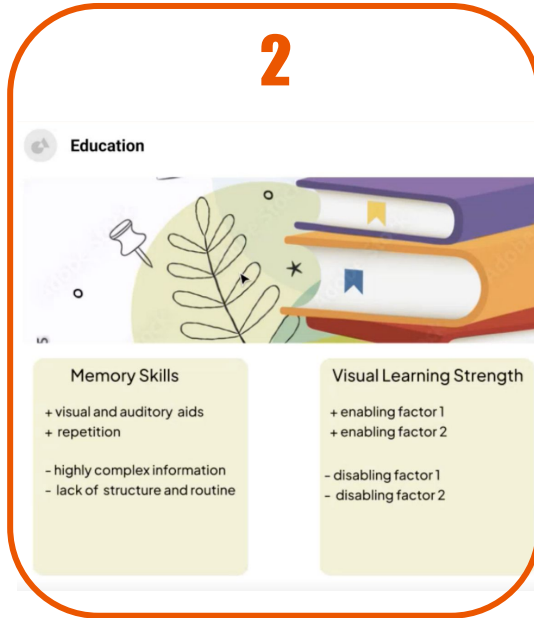 2
Education
Memory Skills
+ visual and auditory aids
+ repetition
- highly complex information
- lack of structure and routine
Visual Learning Strength
+ enabling factor 1
+ enabling factor 2
- disabling factor 1
- disabling factor 2